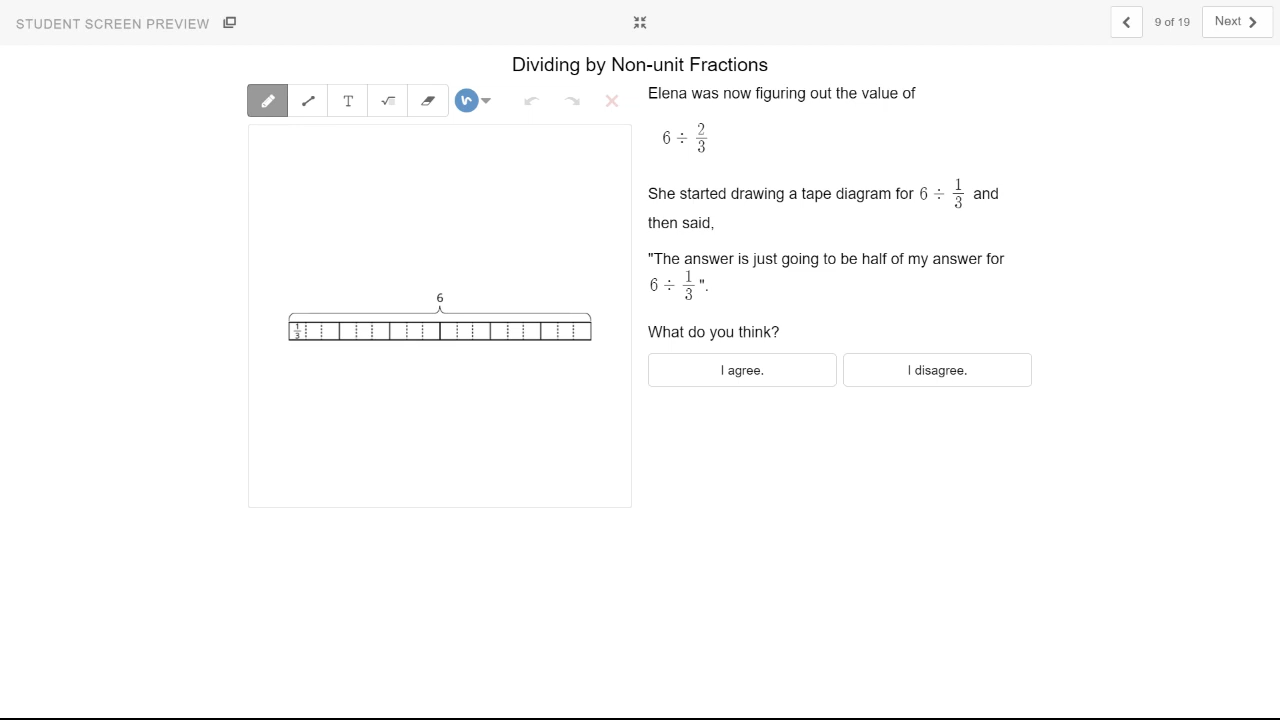 STUDENT SCREEN PREVIEW
9 of 19
Next
Dividing by Non-unit Fractions
T
√
Elena was now figuring out the value of
6 ÷ 2/3
She started drawing a tape diagram for 6 ÷ 1/3 and
then said,
"The answer is just going to be half of my answer for
6 ÷ 1/3 ".
What do you think?
I agree. I disagree.
6
1/3